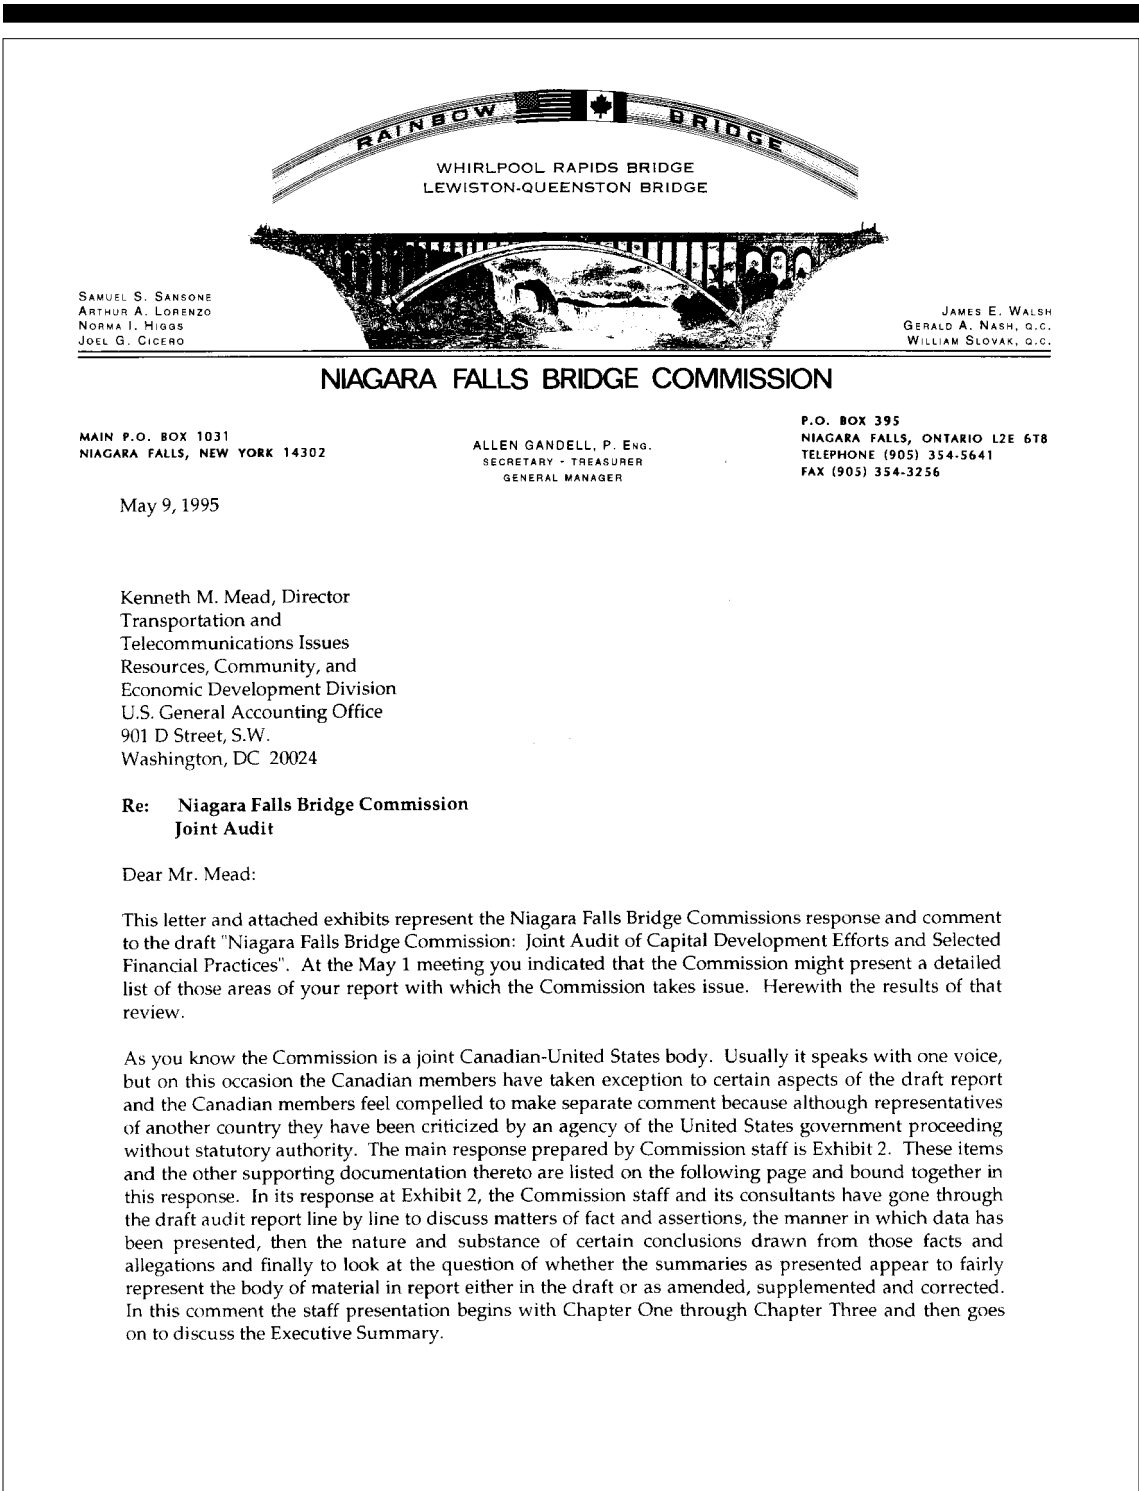 RAINBOW BRIDGE
WHIRLPOOL RAPIDS BRIDGE
LEWISTON-QUEENSTON BRIDGE
SAMUEL S. SANSONE
ARTHUR A. LORENZO
NORMA I. HIGGS
JOEL G. CICERO
JAMES E. WALSH
GERALD A. NASH, Q.C.
WILLIAM SLOVAK, Q.C.
NIAGARA FALLS BRIDGE COMMISSION
MAIN P.O. BOX 1031
NIAGARA FALLS, NEW YORK 14302
ALLEN GANDELL, P. ENG.
SECRETARY - TREASURER
GENERAL MANAGER
P.O. BOX 395
NIAGARA FALLS, ONTARIO L2E 6T8
TELEPHONE (905) 354-5641
FAX (905) 354-3256
May 9, 1995
Kenneth M. Mead, Director
Transportation and
Telecommunications Issues
Resources, Community, and
Economic Development Division
U.S. General Accounting Office
901 D Street, S.W.
Washington, DC 20024
Re: Niagara Falls Bridge Commission
Joint Audit
Dear Mr. Mead:
This letter and attached exhibits represent the Niagara Falls Bridge Commissions response and comment
to the draft "Niagara Falls Bridge Commission: Joint Audit of Capital Development Efforts and Selected
Financial Practices". At the May 1 meeting you indicated that the Commission might present a detailed
list of those areas of your report with which the Commission takes issue. Herewith the results of that
review.
As you know the Commission is a joint Canadian-United States body. Usually it speaks with one voice,
but on this occasion the Canadian members have taken exception to certain aspects of the draft report
and the Canadian members feel compelled to make separate comment because although representatives
of another country they have been criticized by an agency of the United States government proceeding
without statutory authority. The main response prepared by Commission staff is Exhibit 2. These items
and the other supporting documentation thereto are listed on the following page and bound together in
this response. In its response at Exhibit 2, the Commission staff and its consultants have gone through
the draft audit report line by line to discuss matters of fact and assertions, the manner in which data has
been presented, then the nature and substance of certain conclusions drawn from those facts and
allegations and finally to look at the question of whether the summaries as presented appear to fairly
represent the body of material in report either in the draft or as amended, supplemented and corrected.
In this comment the staff presentation begins with Chapter One through Chapter Three and then goes
on to discuss the Executive Summary.